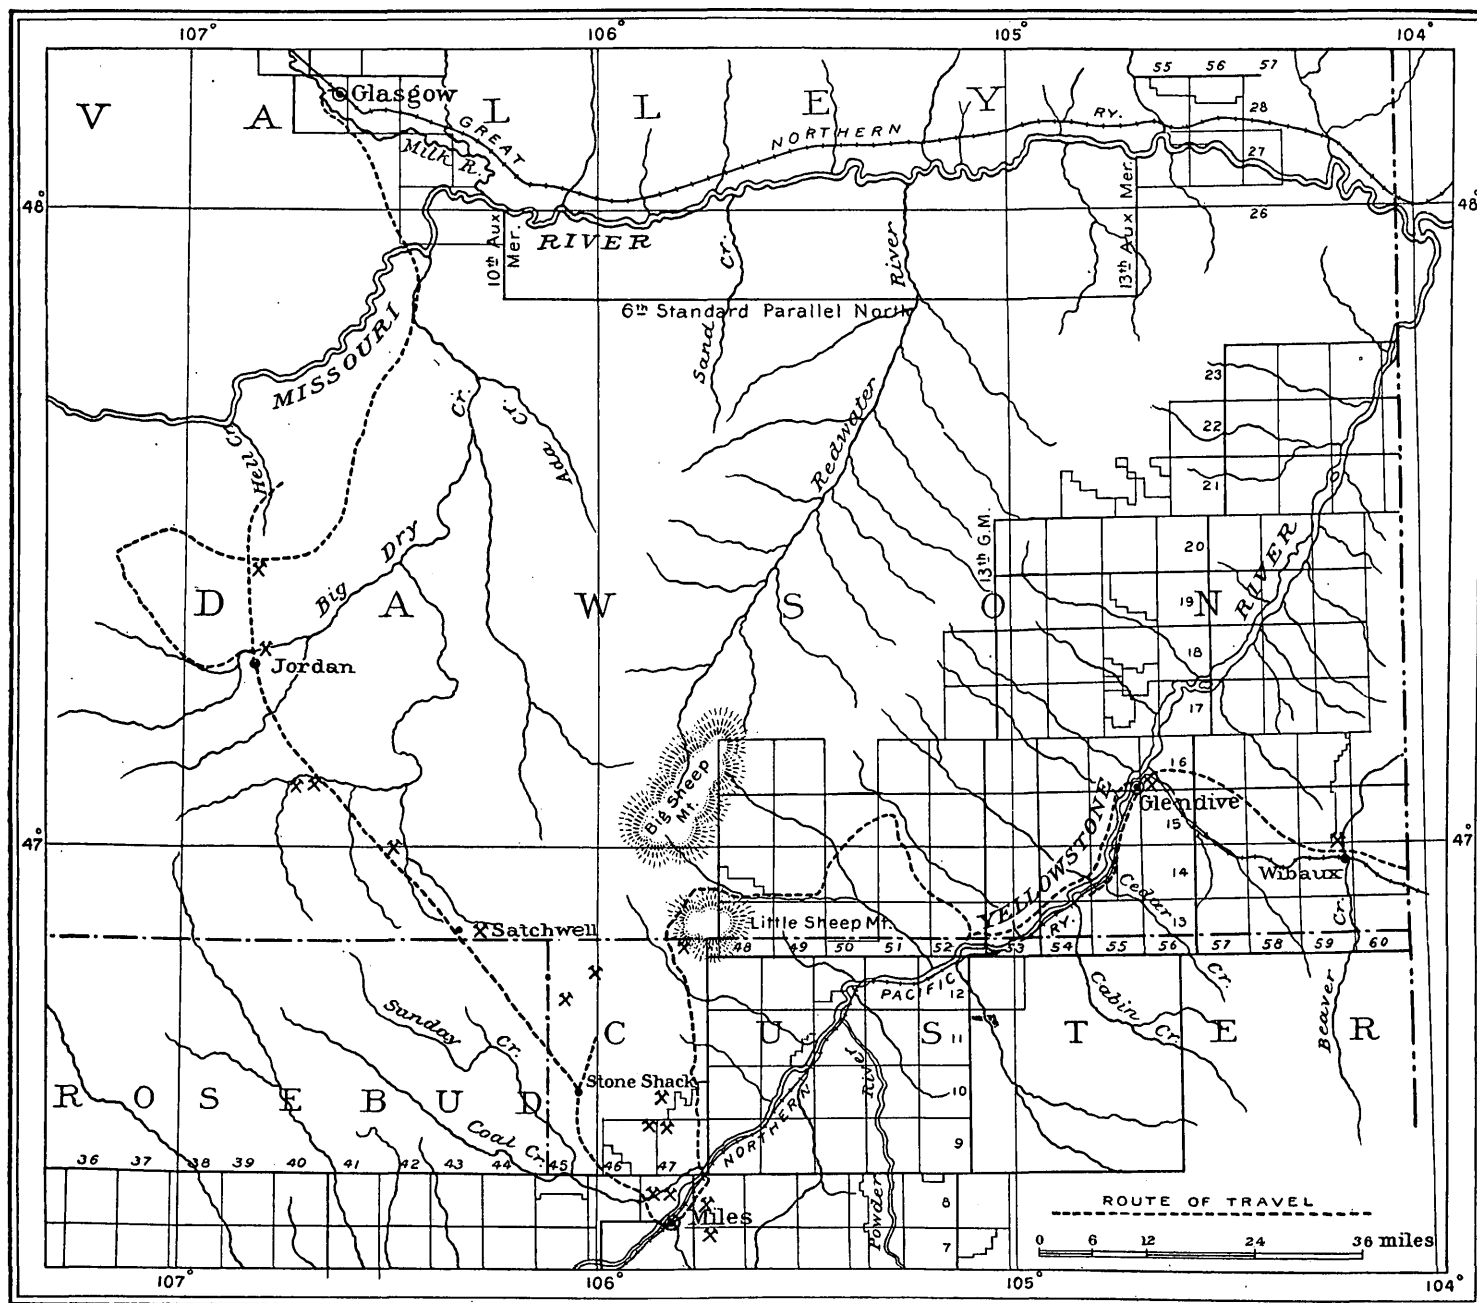 107° 106° 105° 104°
V A L L E Y
Glasgow
GREAT NORTHERN RY.
Milk R.
55 56 57
28
27
26
48° 48°
10th Aux Mer.
13th Aux Mer.
MISSOURI RIVER
6th Standard Parallel North
Sand Cr.
Redwater River
Hell Cr.
Big Dry Cr.
Ada Cr.
23
22
21
20
19
18
17
16
15
14
13
13th G.M.
D A W S O N
Jordan
Big Sheep Mt.
YELLOWSTONE RIVER
Glendive
Wibaux
47° 47°
Little Sheep Mt.
Cedar Cr.
Satchwell
48 49 50 51 52 53 54 55 56 57 58 59 60
NORTHERN PACIFIC RY.
12
11
10
9
8
7
Cabin Cr.
Beaver Cr.
C U S T E R
Sunday Cr.
Stone Shack
R O S E B U D
Coal Cr.
Powder River
36 37 38 39 40 41 42 43 44 45 46 47
Miles
ROUTE OF TRAVEL
0 6 12 24 36 miles
107° 106° 105° 104°